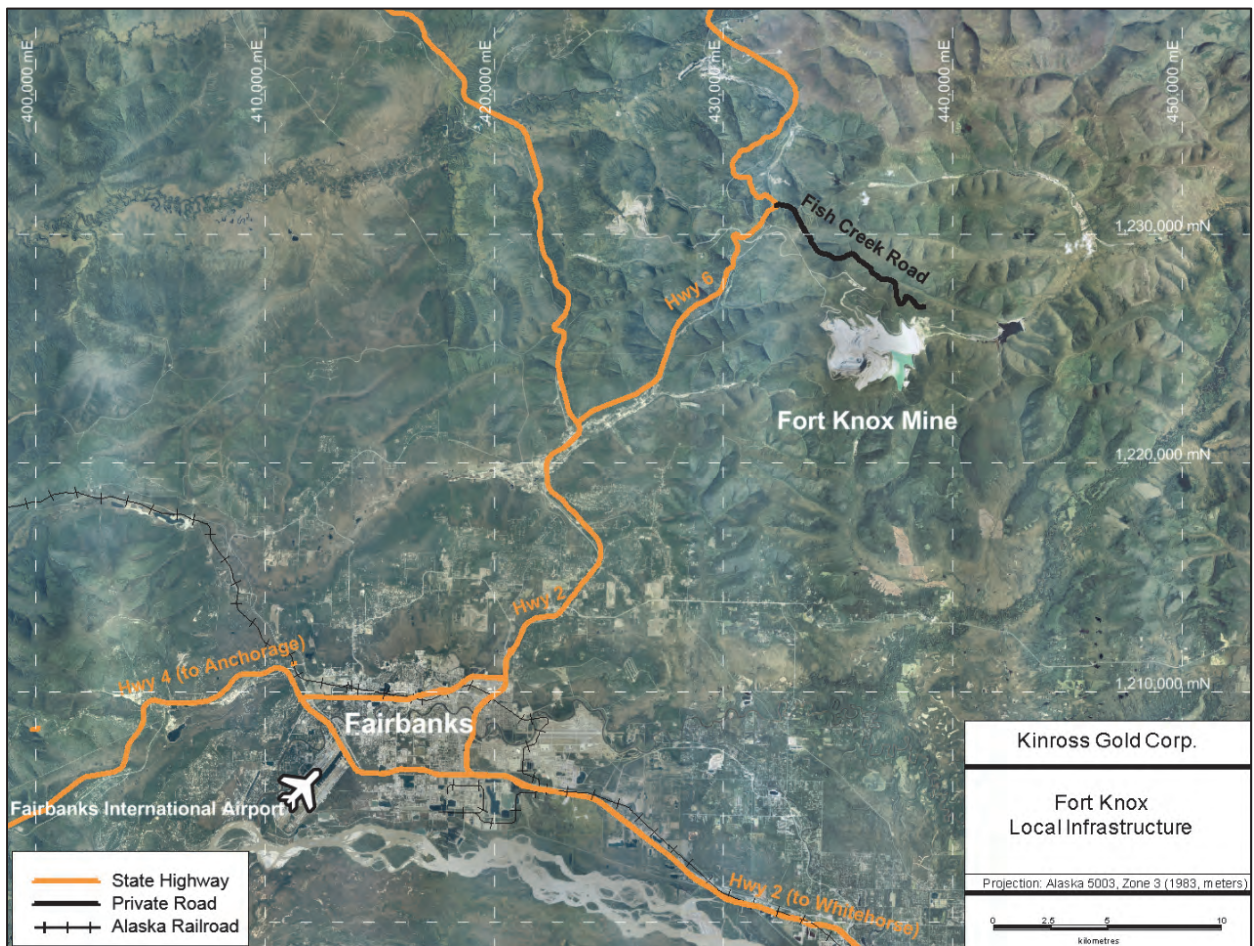 400,000 mE
410,000 mE
420,000 mE
430,000 mE
440,000 mE
450,000 mE
Fish Creek Road
1,230,000 mN
Hwy 6
Fort Knox Mine
1,220,000 mN
Hwy 2
Hwy 4 (to Anchorage)
1,210,000 mN
Fairbanks
Fairbanks International Airport
Hwy 2 (to Whitehorse)
State Highway
Private Road
Alaska Railroad
Kinross Gold Corp.
Fort Knox
Local Infrastructure
Projection: Alaska 5003, Zone 3 (1983, meters)
0 2.5 5 10
kilometres